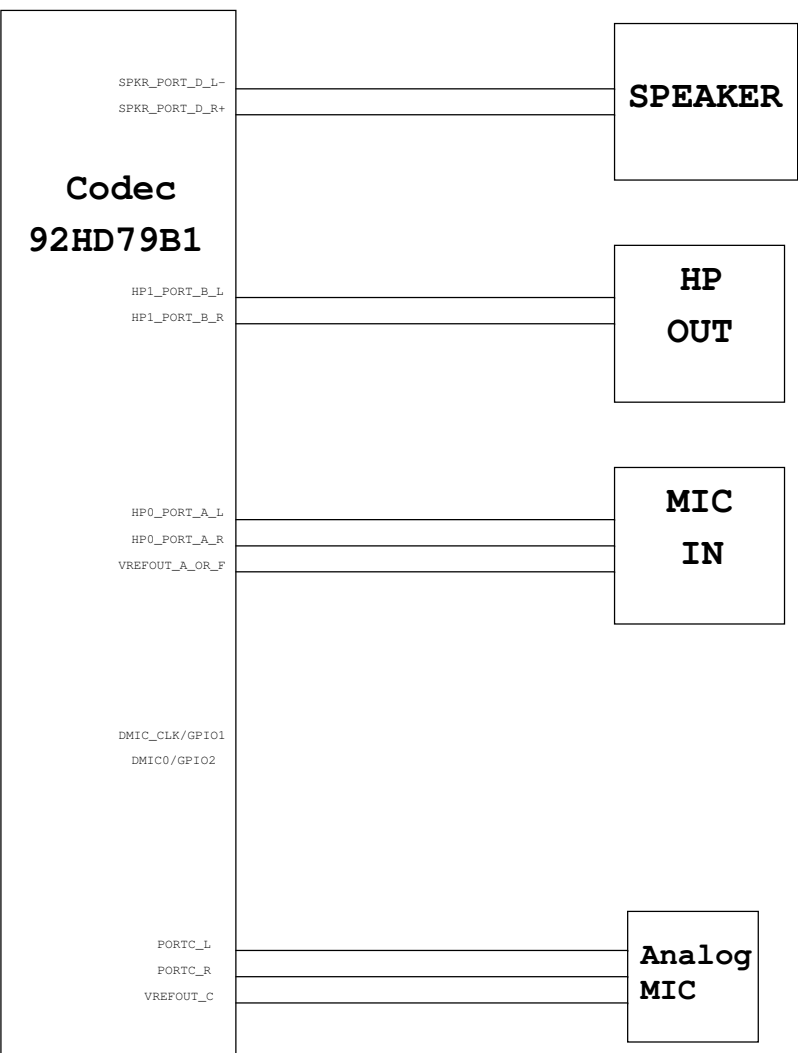 SPKR_PORT_D_L-
SPKR_PORT_D_R+
SPEAKER
Codec
92HD79B1
HP1_PORT_B_L
HP1_PORT_B_R
HP
OUT
HP0_PORT_A_L
HP0_PORT_A_R
VREFOUT_A_OR_F
MIC
IN
DMIC_CLK/GPIO1
DMIC0/GPIO2
PORTC_L
PORTC_R
VREFOUT_C
Analog
MIC